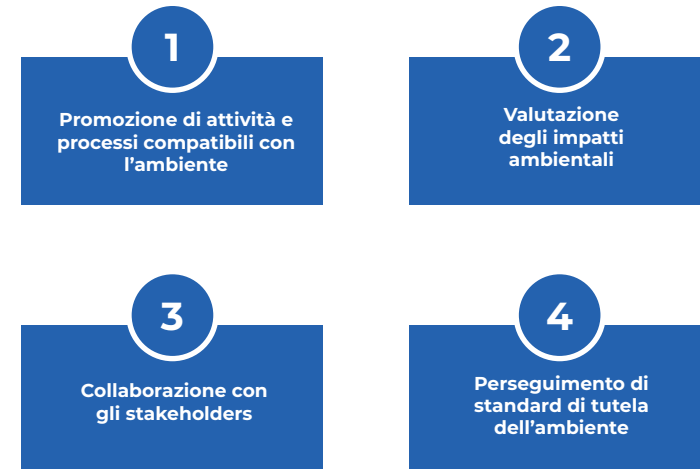 1
Promozione di attività e
processi compatibili con
l’ambiente
2
Valutazione
degli impatti
ambientali
3
Collaborazione con
gli stakeholders
4
Perseguimento di
standard di tutela
dell’ambiente